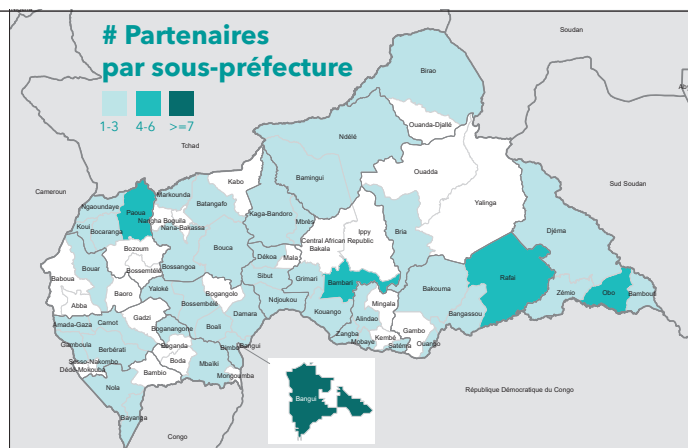 # Partenaires
par sous-préfecture
1-3
4-6
>=7
Soudan
Birao
Ouanda-Djallé
Ndélé
Tchad
Ouadda
Kabo
Bamingui
Yalinga
Sud Soudan
Cameroun
Markounda
Ngaoundaye
Paoua
Batangafo
Kaga-Bandoro
Nangha Boguila
Nana-Bakassa
Mbrés
Koui
Bocaranga
Ippy
Bria
Djéma
Central African
Republic
Bakala
Bozoum
Bouca
Dékoa
Mala
Bouar
Bossemtélé
Bossangoa
Baboua
Sibut
Grimari
Bambari
Rafai
Obo
Bambouti
Yaloké
Bogangolo
Bakouma
Zémio
Baoro
Abba
Bossembélé
Ndjoukou
Mingala
Gadzi
Damara
Kouango
Alindao
Bangassou
Amada-Gaza
Carnot
Boganangone
Boali
Gambo
Zangba
Kembé
Mobaye
Satéma
Ouango
Gamboula
Berbérati
Boganda
Bimbo
Bangui
Sosso-Nakombo
Boda
Mbaïki
Dédé-Mokouba
Bambio
Mongoumba
Nola
Bayanga
Bangui
République Démocratique du Congo
Congo